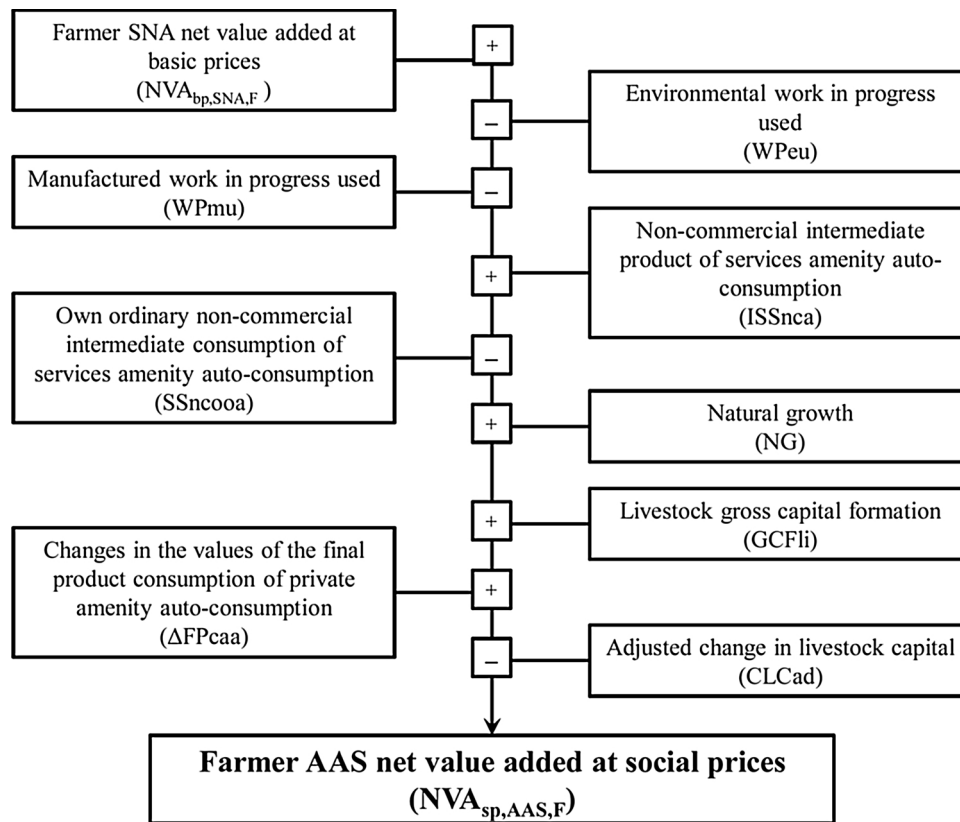 Farmer SNA net value added at
basic prices
(NVAbp,SNA,F )
+
–
Environmental work in progress
used
(WPeu)
Manufactured work in progress used
(WPmu)
–
+
Non-commercial intermediate
product of services amenity auto-
consumption
(ISSnca)
Own ordinary non-commercial
intermediate consumption of
services amenity auto-consumption
(SSncooa)
–
+
Natural growth
(NG)
+
Livestock gross capital formation
(GCFli)
Changes in the values of the final
product consumption of private
amenity auto-consumption
(ΔFPcaa)
+
–
Adjusted change in livestock capital
(CLCad)
Farmer AAS net value added at social prices
(NVAsp,AAS,F)